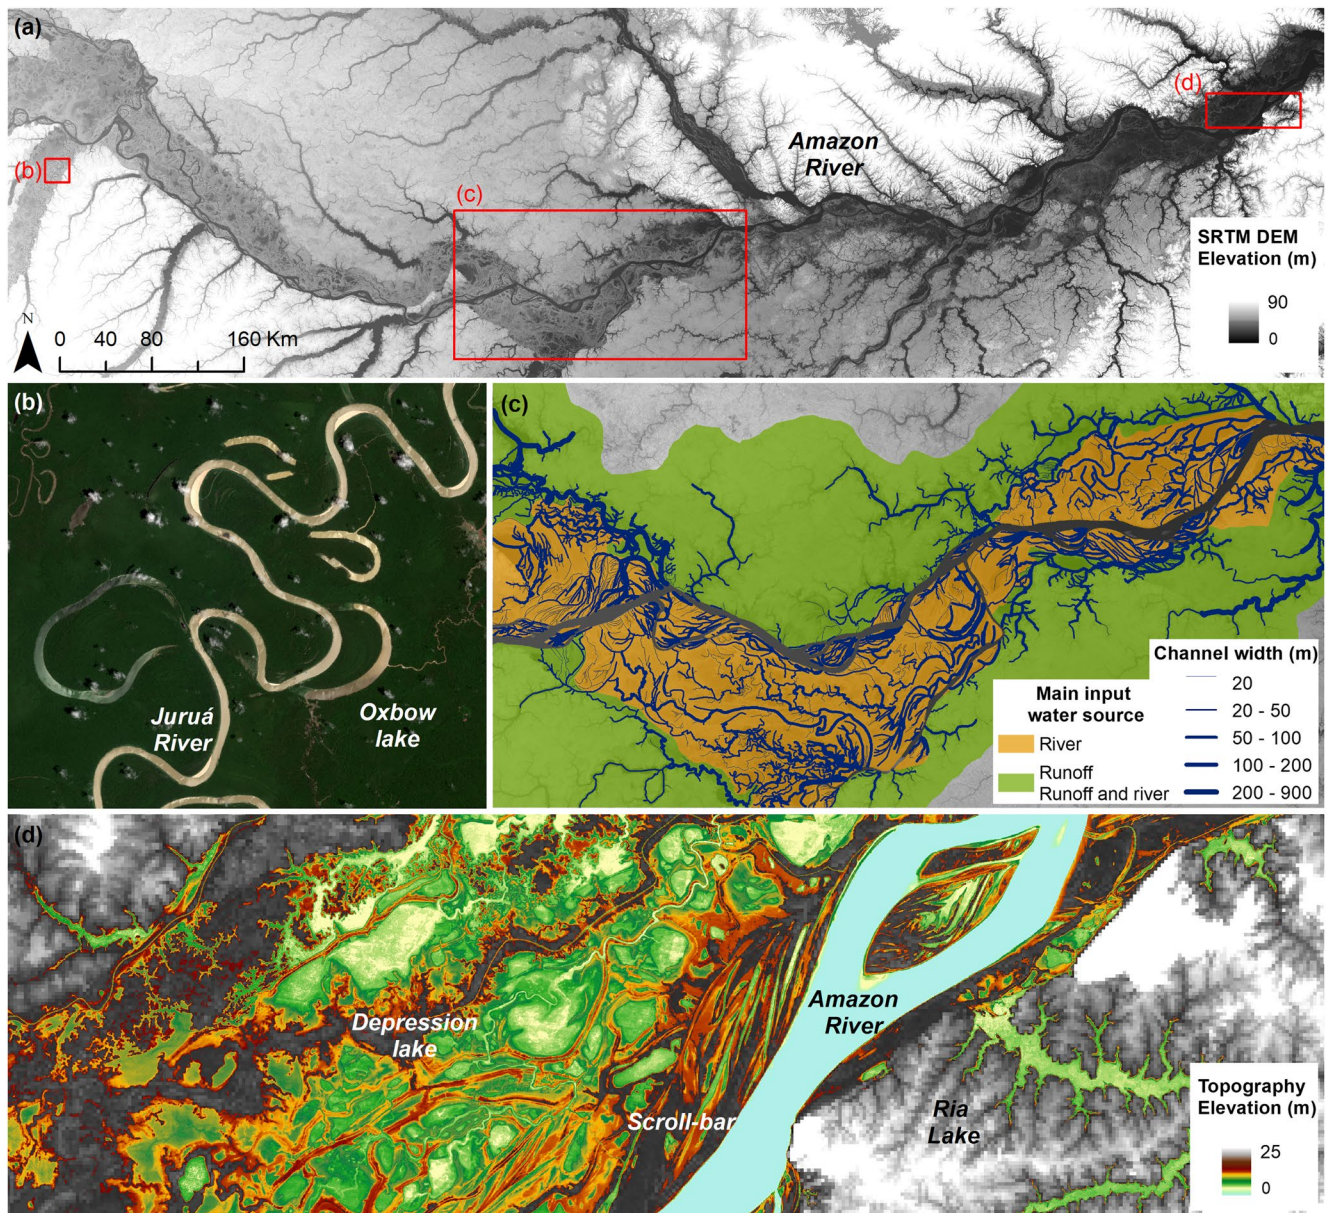 (a)
(b)
(c)
(d)
Amazon
River
SRTM DEM
Elevation (m)
90
0
N
0 40 80 160 Km
(b)
Juruá
River
Oxbow
lake
(c)
Main input
water source
River
Runoff
Runoff and river
Channel width (m)
20
20 - 50
50 - 100
100 - 200
200 - 900
(d)
Depression
lake
Scroll-bar
Amazon
River
Ria
Lake
Topography
Elevation (m)
25
0